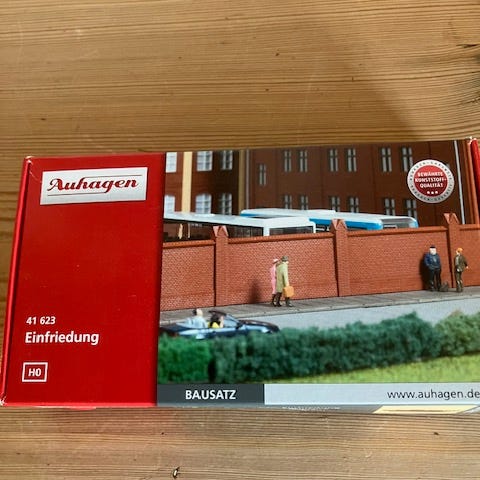 Auhagen
BEWÄHRTE
KUNSTSTOFF-
QUALITÄT
41 623
Einfriedung
H0
BAUSATZ
www.auhagen.de